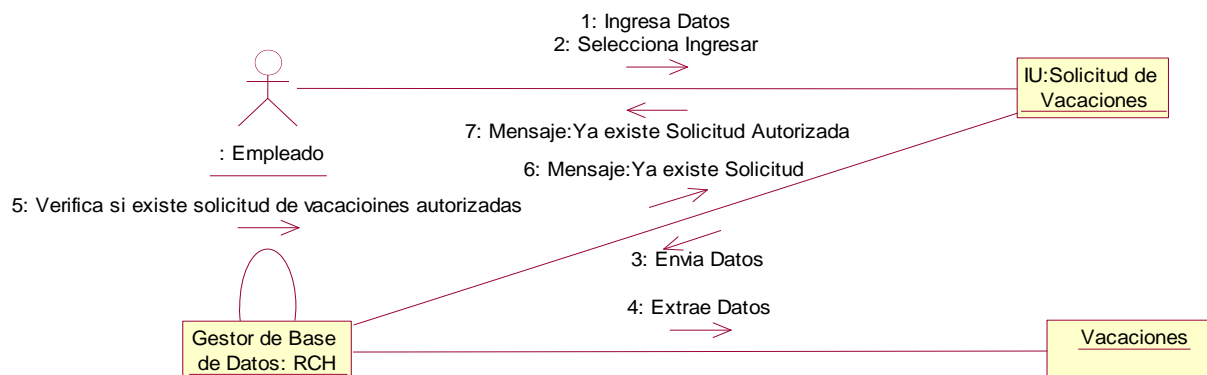 1: Ingresa Datos
2: Selecciona Ingresar
IU:Solicitud de
Vacaciones
7: Mensaje:Ya existe Solicitud Autorizada
: Empleado
6: Mensaje:Ya existe Solicitud
5: Verifica si existe solicitud de vacacioines autorizadas
3: Envia Datos
4: Extrae Datos
Gestor de Base
de Datos: RCH
Vacaciones